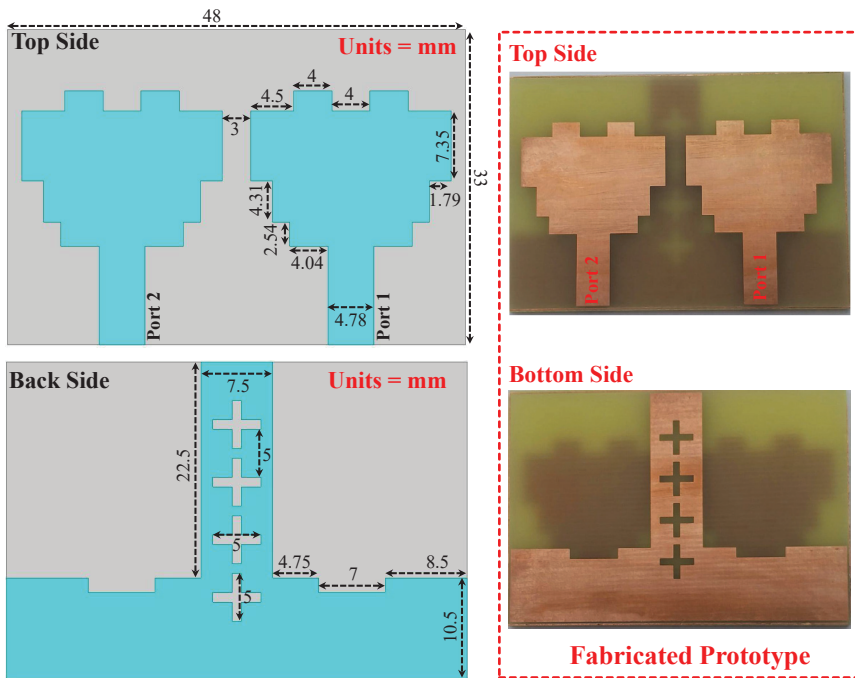 48
Top Side
Units = mm
4
4.5
4
3
7.35
33
4.31
1.79
2.54
4.04
4.78
Port 2
Port 1
Back Side
Units = mm
7.5
22.5
5
5
4.75
7
8.5
5
10.5
Top Side
Port 2
Port 1
Bottom Side
Fabricated Prototype